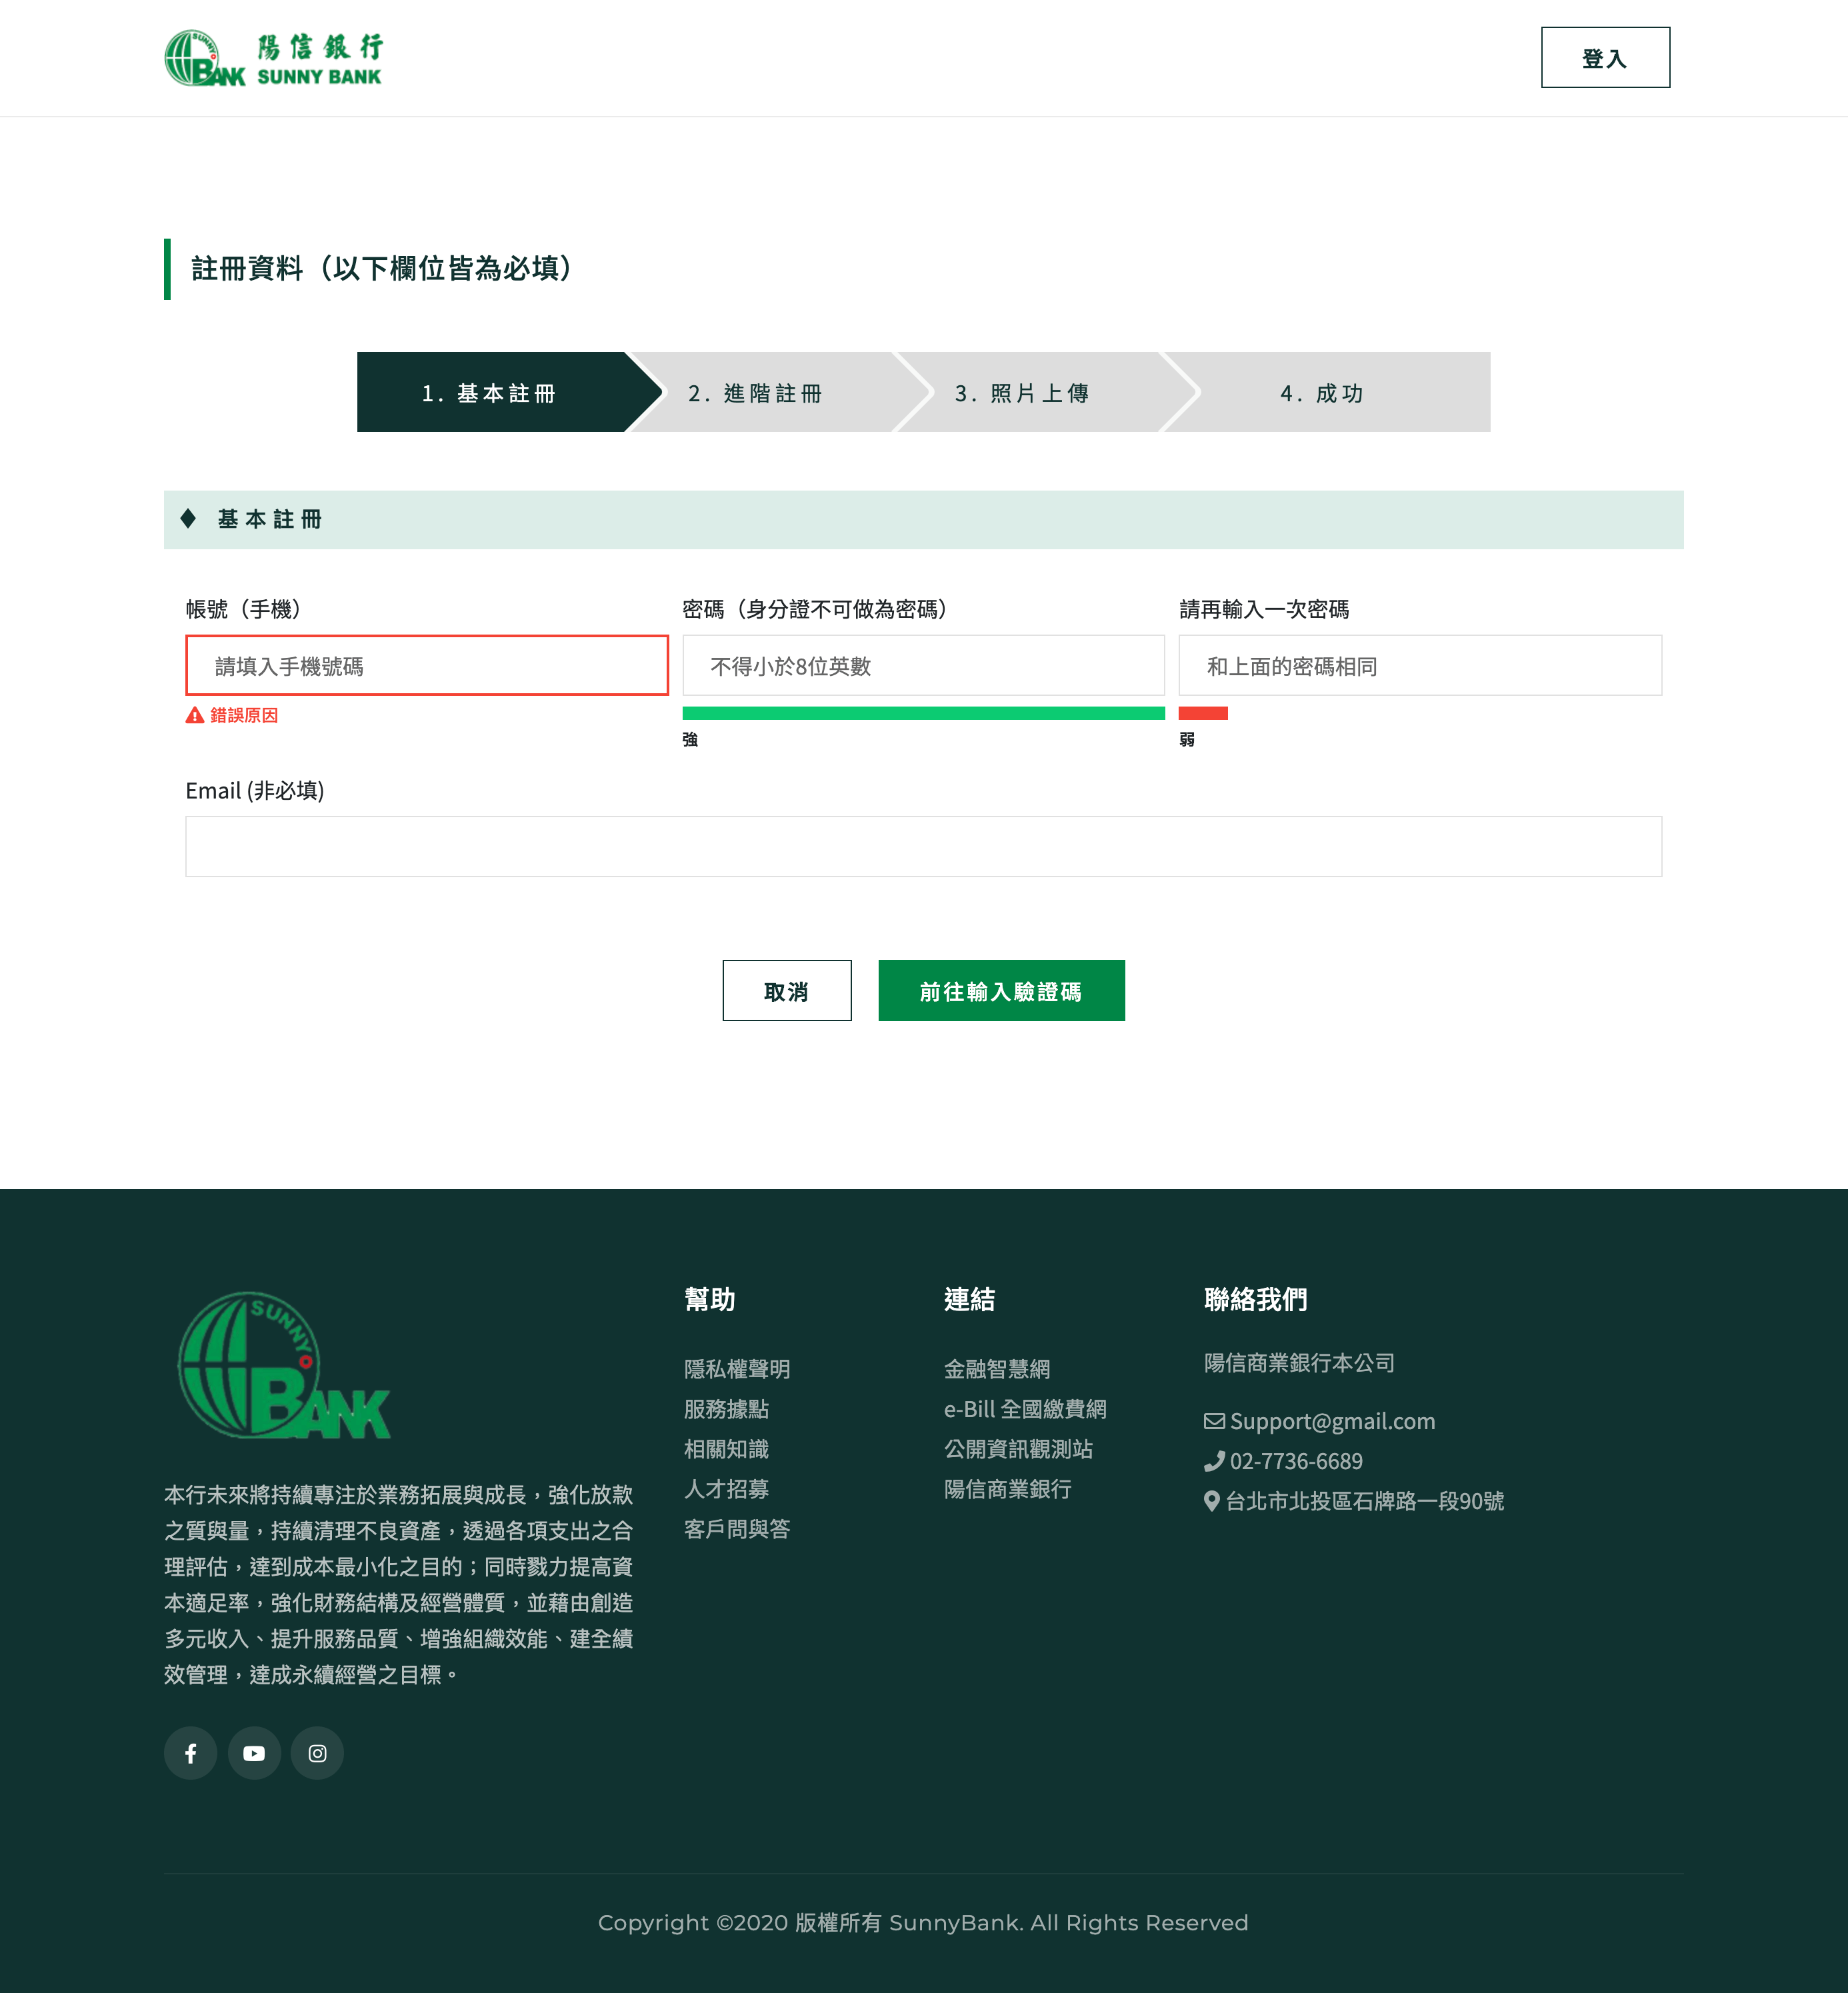 SUNNY BANK 陽信銀行
SUNNY BANK
登入
註冊資料（以下欄位皆為必填）
1. 基本註冊
2. 進階註冊
3. 照片上傳
4. 成功
基本註冊
帳號（手機）
請填入手機號碼
錯誤原因
密碼（身分證不可做為密碼）
不得小於8位英數
強
請再輸入一次密碼
和上面的密碼相同
弱
Email (非必填)
取消
前往輸入驗證碼
SUNNY
BANK
本行未來將持續專注於業務拓展與成長，強化放款
之質與量，持續清理不良資產，透過各項支出之合
理評估，達到成本最小化之目的；同時戮力提高資
本適足率，強化財務結構及經營體質，並藉由創造
多元收入、提升服務品質、增強組織效能、建全績
效管理，達成永續經營之目標。
幫助
隱私權聲明
服務據點
相關知識
人才招募
客戶問與答
連結
金融智慧網
e-Bill 全國繳費網
公開資訊觀測站
陽信商業銀行
聯絡我們
陽信商業銀行本公司
Support@gmail.com
02-7736-6689
台北市北投區石牌路一段90號
Copyright ©2020 版權所有 SunnyBank. All Rights Reserved